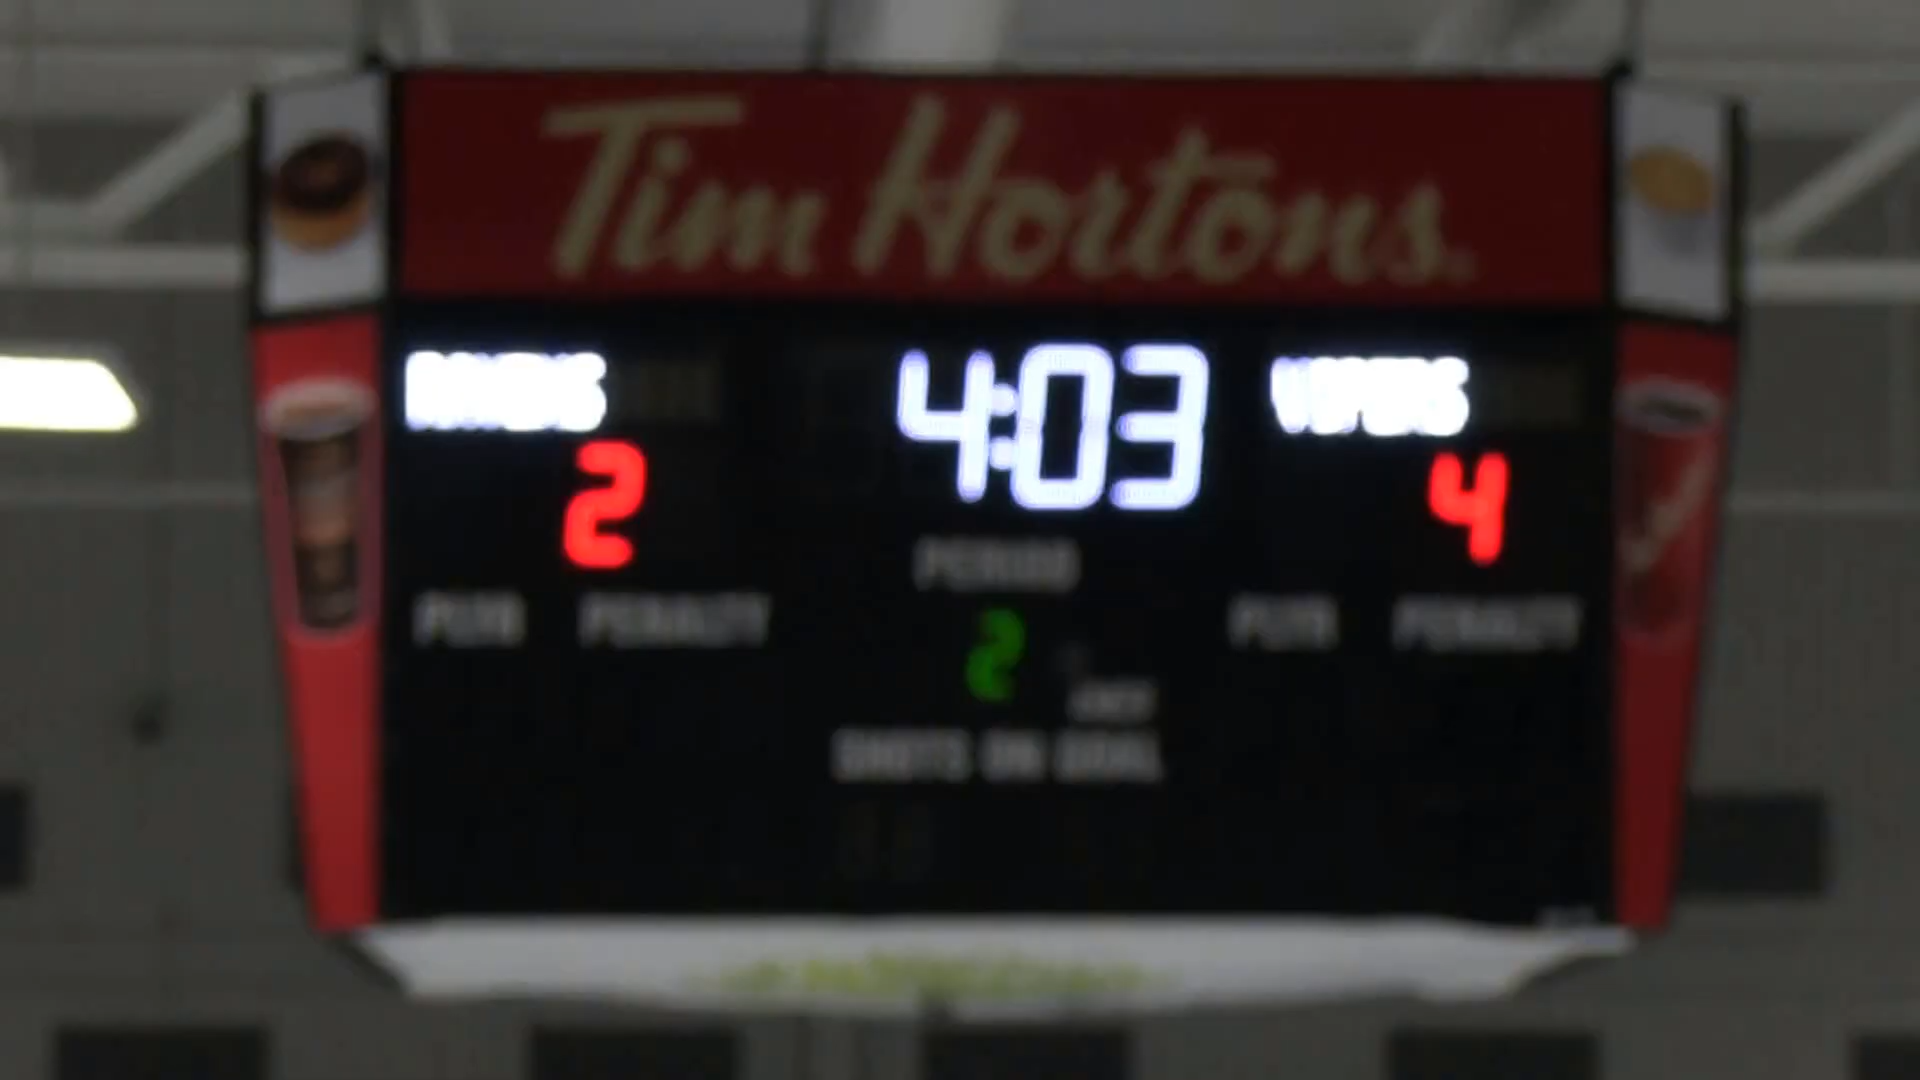 Tim Hortons.
4:03
2
4
PERIOD
PLYR PENALTY
PLYR PENALTY
2
SHOTS ON GOAL